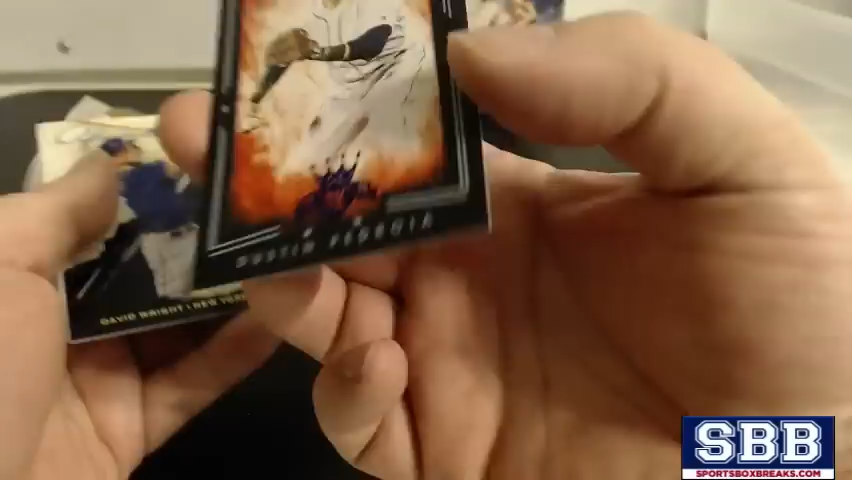 DUSTIN PEDROIA
DAVID WRIGHT • NEW YORK
SBB
SPORTSBOXBREAKS.COM